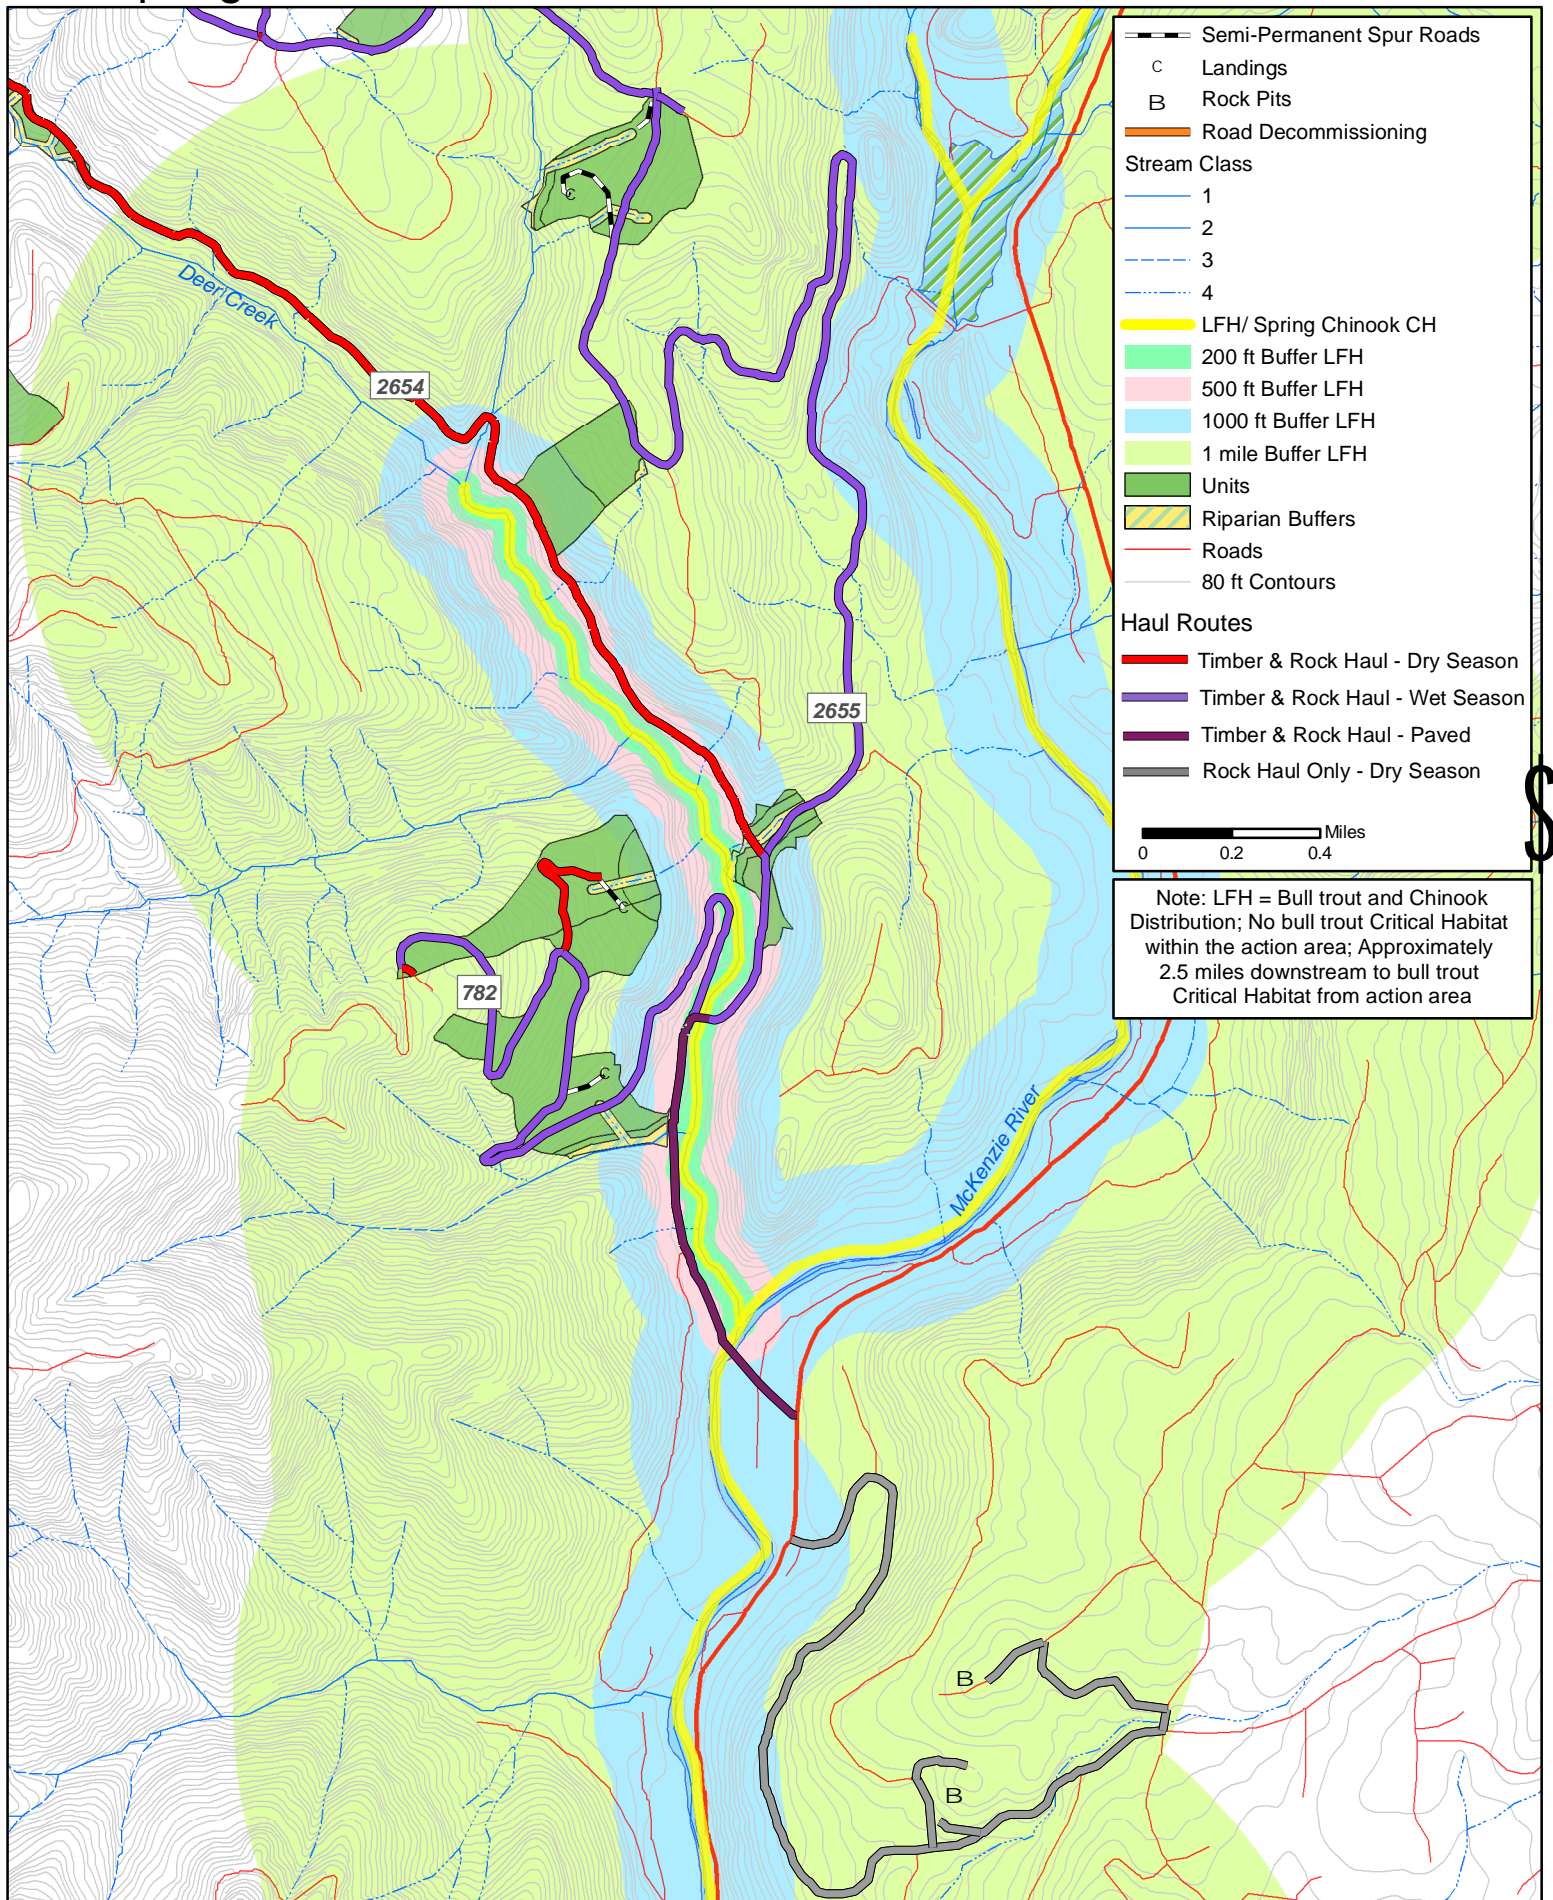 Semi-Permanent Spur Roads
C Landings
B Rock Pits
Road Decommissioning
Stream Class
1
2
3
4
LFH/ Spring Chinook CH
200 ft Buffer LFH
500 ft Buffer LFH
1000 ft Buffer LFH
1 mile Buffer LFH
Units
Riparian Buffers
Roads
80 ft Contours
Haul Routes
Timber & Rock Haul - Dry Season
Timber & Rock Haul - Wet Season
Timber & Rock Haul - Paved
Rock Haul Only - Dry Season
Miles
0 0.2 0.4
Note: LFH = Bull trout and Chinook
Distribution; No bull trout Critical Habitat
within the action area; Approximately
2.5 miles downstream to bull trout
Critical Habitat from action area
C
Deer Creek
2654
2655
C
782
C
McKenzie River
B
B